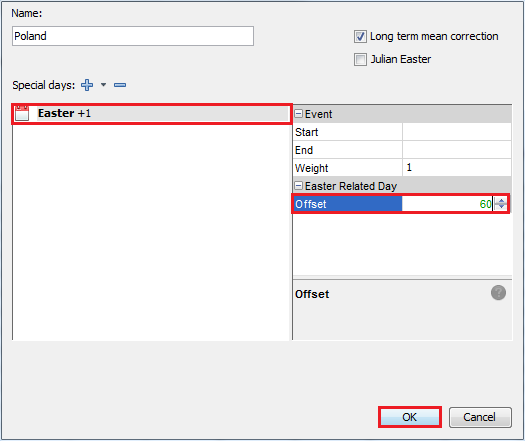 Name:
Poland
Long term mean correction
Julian Easter
Special days:
Easter +1
Event
Start
End
Weight 1
Easter Related Day
Offset 60
Offset
?
OK Cancel